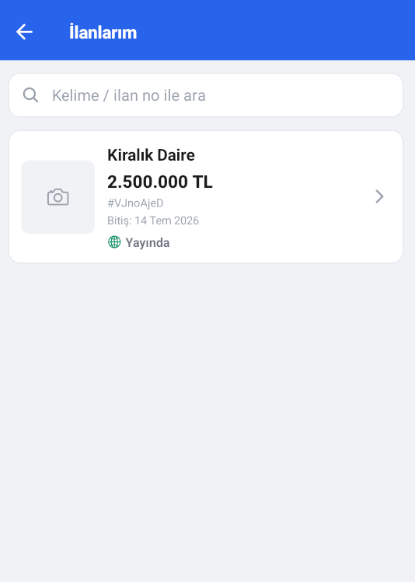 İlanlarım
Kelime / ilan no ile ara
Kiralık Daire
2.500.000 TL
#VJnoAjeD
Bitiş: 14 Tem 2026
Yayında